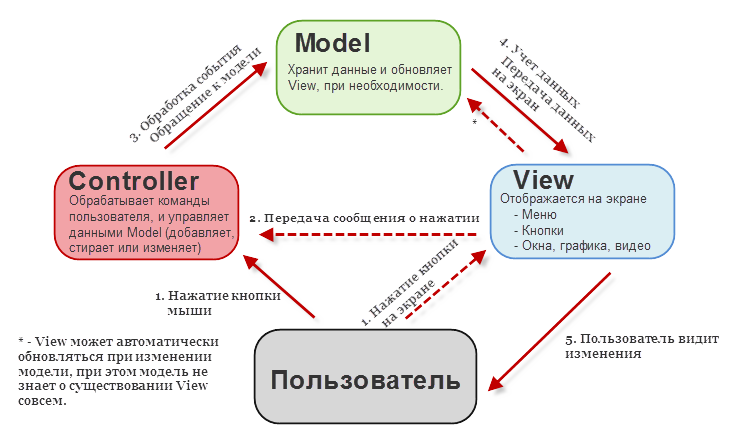 Model
Хранит данные и обновляет
View, при необходимости.
3. Обработка события
Обращение к модели
4. Учет данных
Передача данных
на экран
*
Controller
Обрабатывает команды
пользователя, и управляет
данными Model (добавляет,
стирает или изменяет)
View
Отображается на экране
- Меню
- Кнопки
- Окна, графика, видео
2. Передача сообщения о нажатии
1. Нажатие кнопки
мыши
1. Нажатие кнопки
на экране
5. Пользователь видит
изменения
* - View может автоматически
обновляться при изменении
модели, при этом модель не
знает о существовании View
совсем.
Пользователь